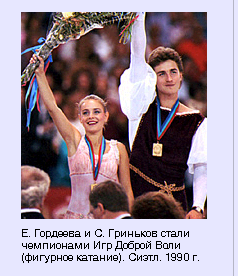 Е. Гордеева и С. Гриньков стали
чемпионами Игр Доброй Воли
(фигурное катание). Сиэтл. 1990 г.